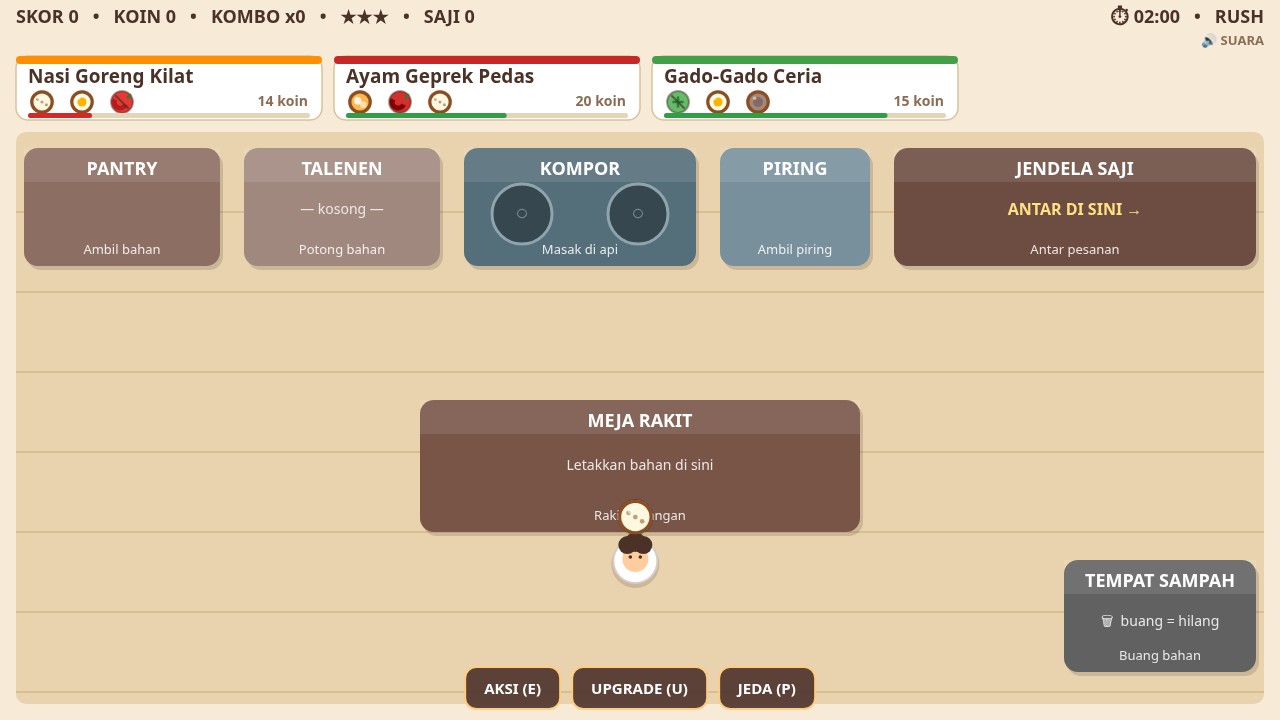 SKOR 0 • KOIN 0 • KOMBO x0 • ★★★ • SAJI 0
⏱ 02:00 • RUSH
🔊 SUARA
Nasi Goreng Kilat
14 koin
Ayam Geprek Pedas
20 koin
Gado-Gado Ceria
15 koin
PANTRY
Ambil bahan
TALENEN
— kosong —
Potong bahan
KOMPOR
Masak di api
PIRING
Ambil piring
JENDELA SAJI
ANTAR DI SINI →
Antar pesanan
MEJA RAKIT
Letakkan bahan di sini
TEMPAT SAMPAH
🗑 buang = hilang
Buang bahan
AKSI (E)
UPGRADE (U)
JEDA (P)